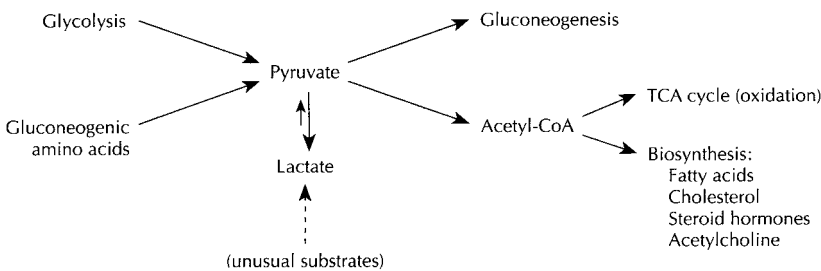 Glycolysis
Gluconeogenesis
Pyruvate
TCA cycle (oxidation)
Gluconeogenic
amino acids
Acetyl-CoA
Lactate
Biosynthesis:
Fatty acids
Cholesterol
Steroid hormones
Acetylcholine
(unusual substrates)